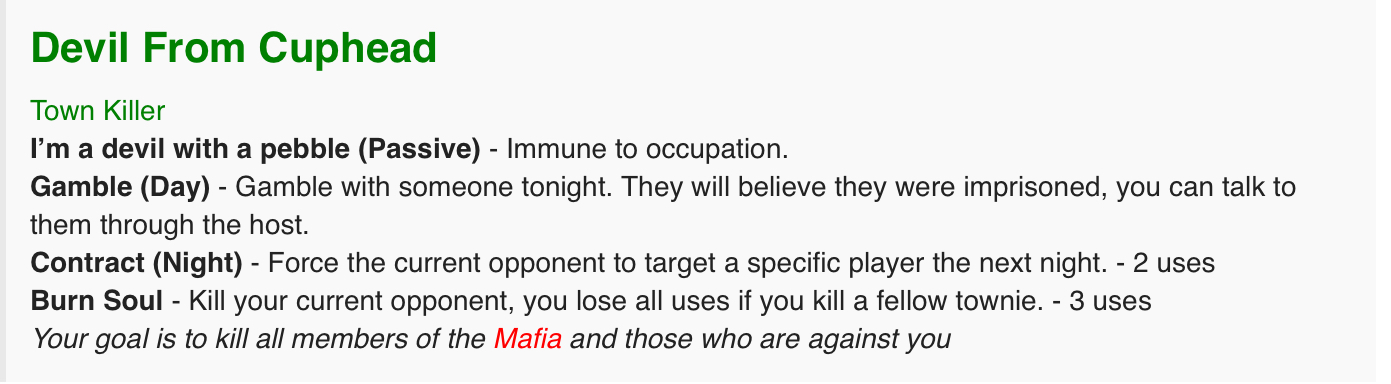 Devil From Cuphead
Town Killer
I’m a devil with a pebble (Passive) - Immune to occupation.
Gamble (Day) - Gamble with someone tonight. They will believe they were imprisoned, you can talk to
them through the host.
Contract (Night) - Force the current opponent to target a specific player the next night. - 2 uses
Burn Soul - Kill your current opponent, you lose all uses if you kill a fellow townie. - 3 uses
Your goal is to kill all members of the Mafia and those who are against you